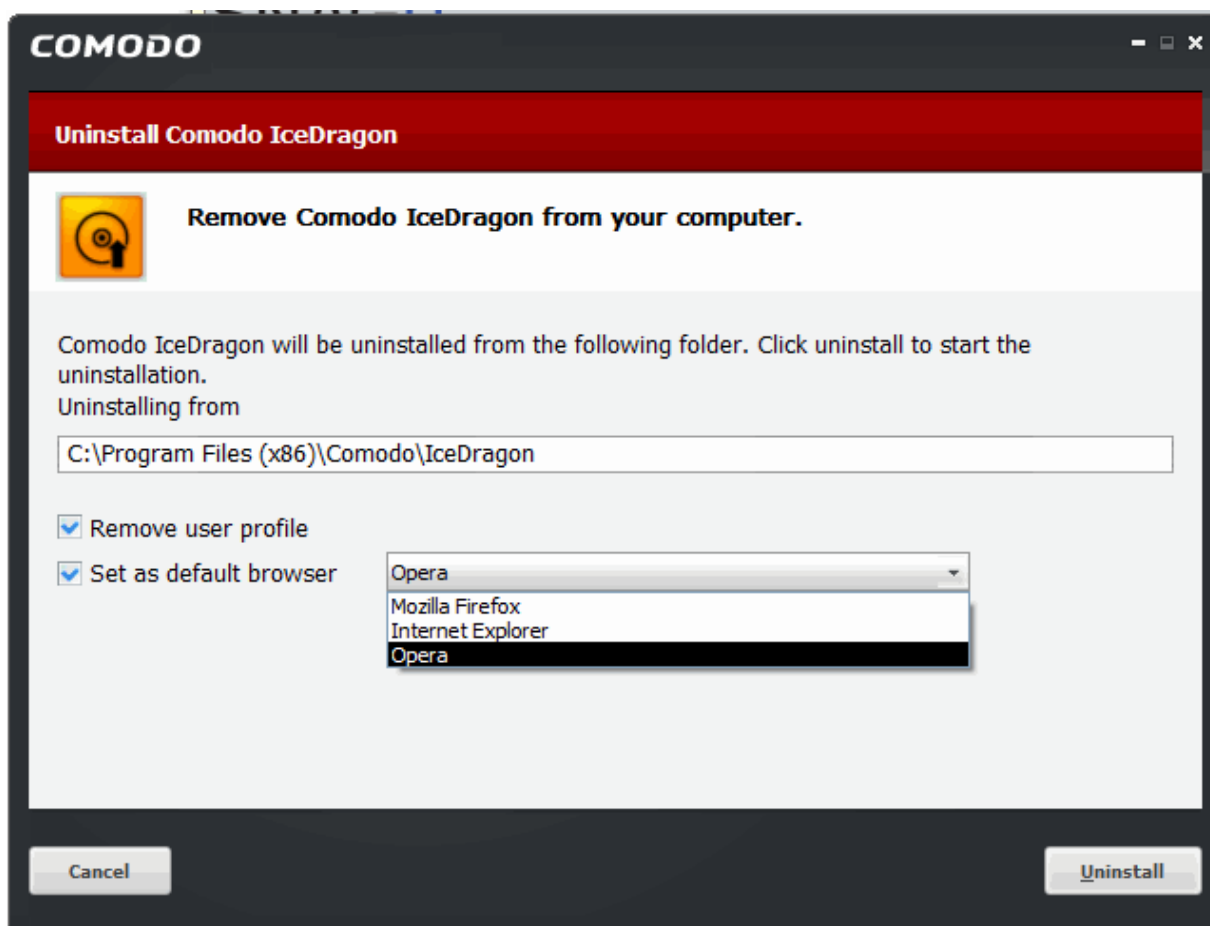 COMODO
Uninstall Comodo IceDragon
Remove Comodo IceDragon from your computer.
Comodo IceDragon will be uninstalled from the following folder. Click uninstall to start the
uninstallation.
Uninstalling from
C:\Program Files (x86)\Comodo\IceDragon
Remove user profile
Set as default browser
Opera
Mozilla Firefox
Internet Explorer
Opera
Cancel
Uninstall